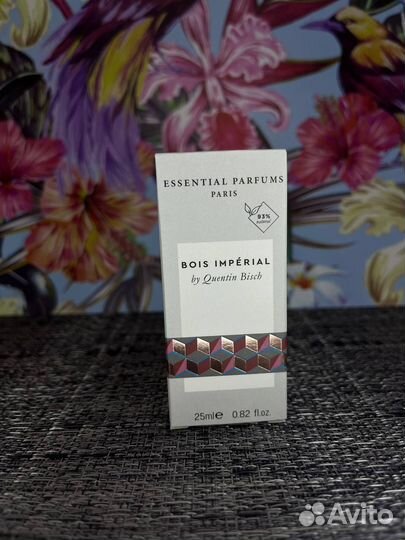 ESSENTIAL PARFUMS
PARIS
93%
BOIS IMPÉRIAL
by Quentin Bisch
25ml℮ 0.82 fl.oz.
Avito